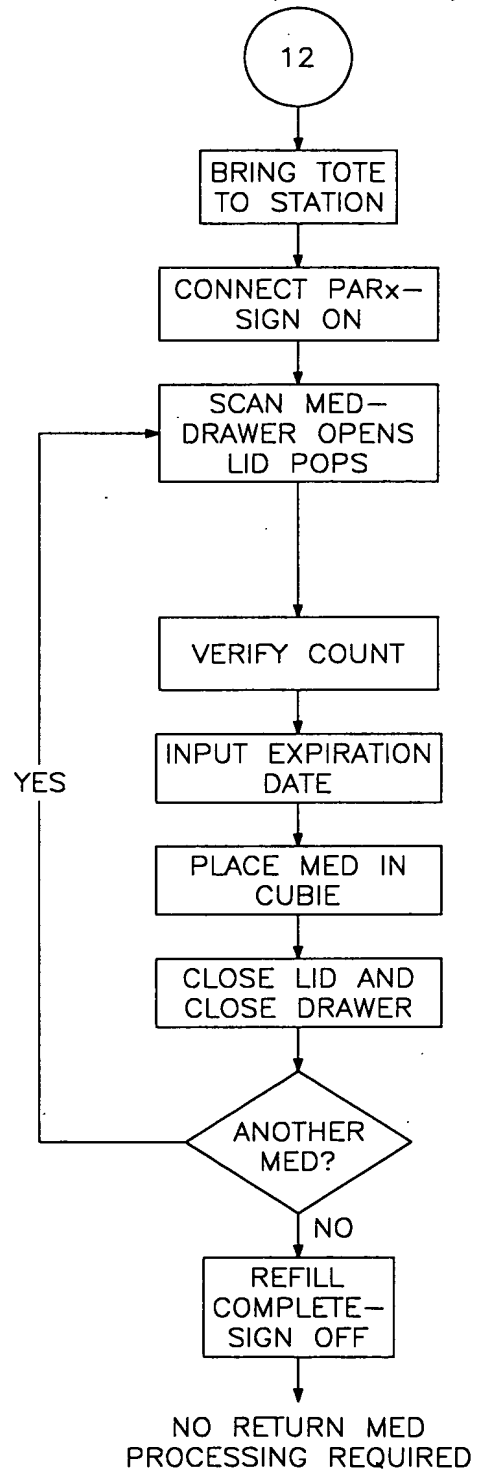 12
BRING TOTE
TO STATION
CONNECT PARx-
SIGN ON
SCAN MED-
DRAWER OPENS
LID POPS
VERIFY COUNT
INPUT EXPIRATION
DATE
YES
PLACE MED IN
CUBIE
CLOSE LID AND
CLOSE DRAWER
ANOTHER
MED?
NO
REFILL
COMPLETE-
SIGN OFF
NO RETURN MED
PROCESSING REQUIRED